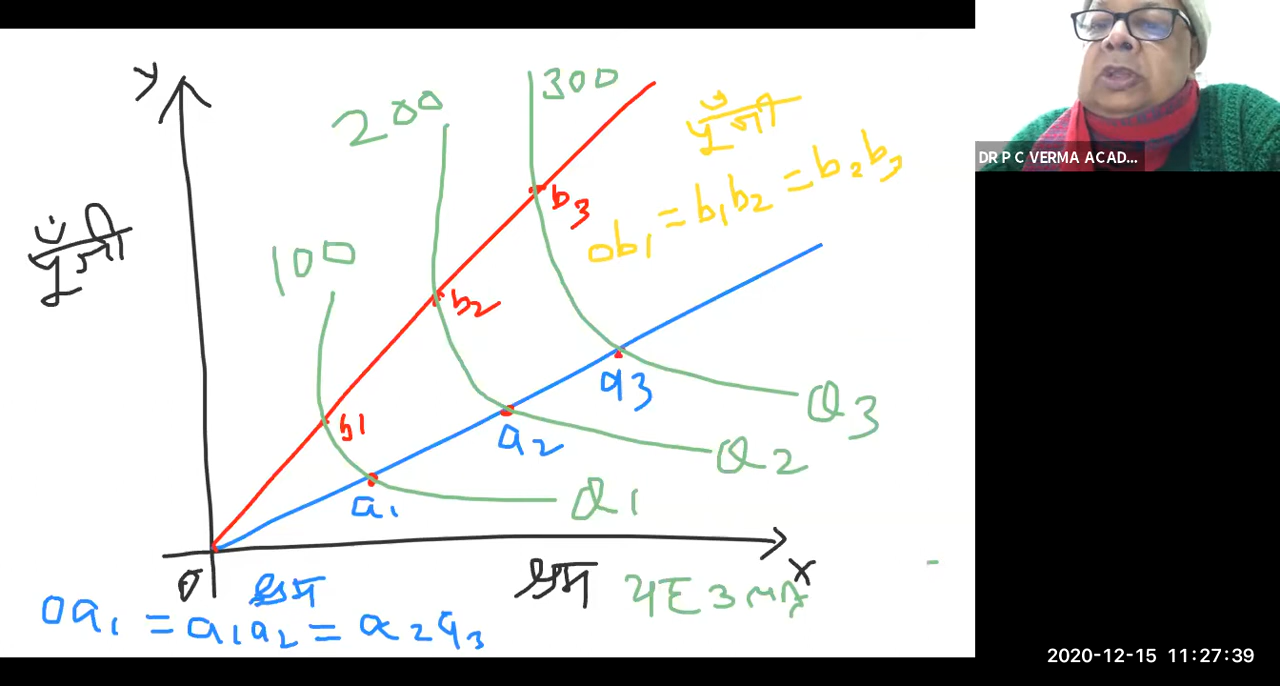 y
300
200
पूँजी
DR P C VERMA ACAD...
b3
ob1 = b1b2 = b2b3
पूँजी
100
b2
a3
Q3
b1
a2
Q2
a1
Q1
o
श्रम
श्रम
x
oa1 = a1a2 = a2a3
2020-12-15 11:27:39